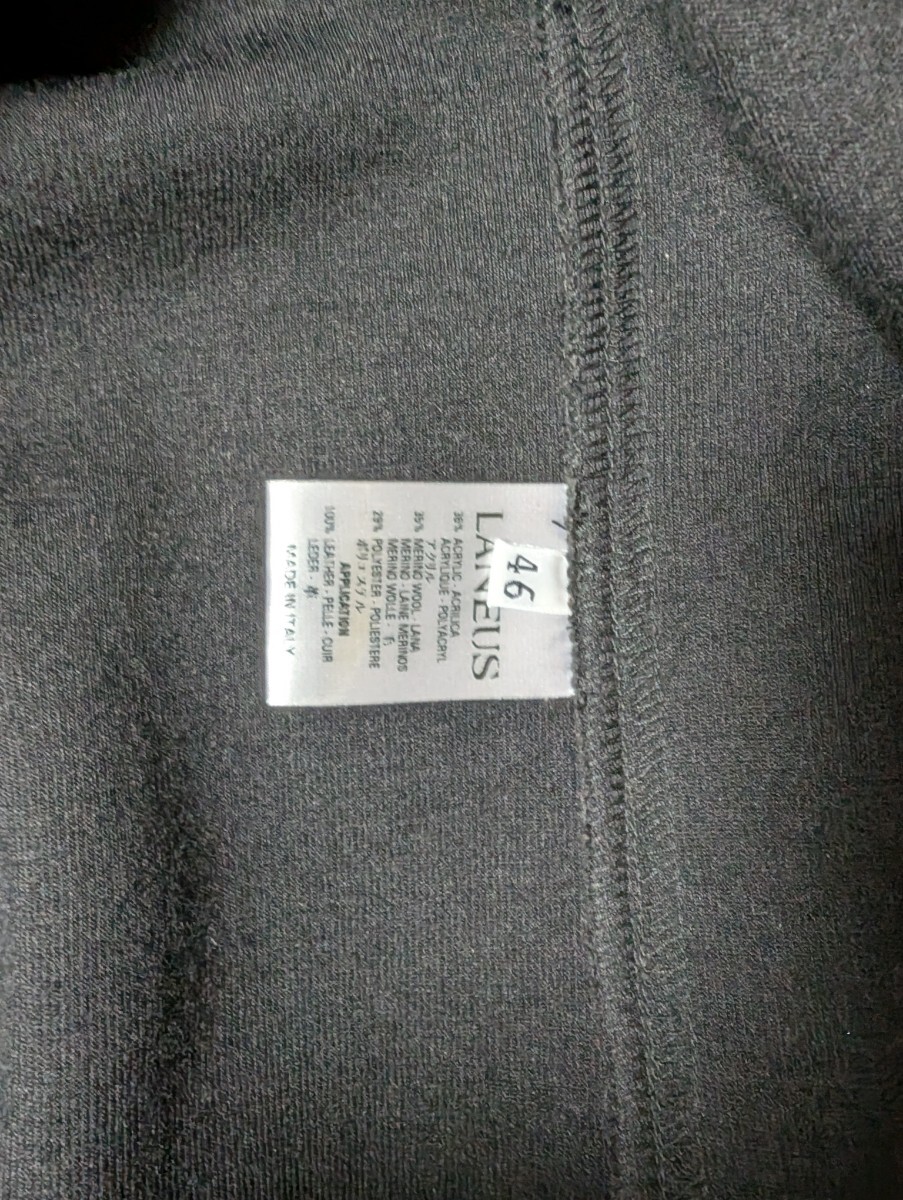 46
LANEUS
36% ACRYLIC - ACRILICA
アクリル
ACRYLIQUE - POLYACRYL
35% MERINO WOOL - LANA
MERINO - LAINE MERINOS
MERINO WOLLE - 毛
29% POLYESTER - POLIESTERE
ポリエステル
APPLICATION
100% LEATHER - PELLE - CUIR
LEDER - 革
MADE IN ITALY